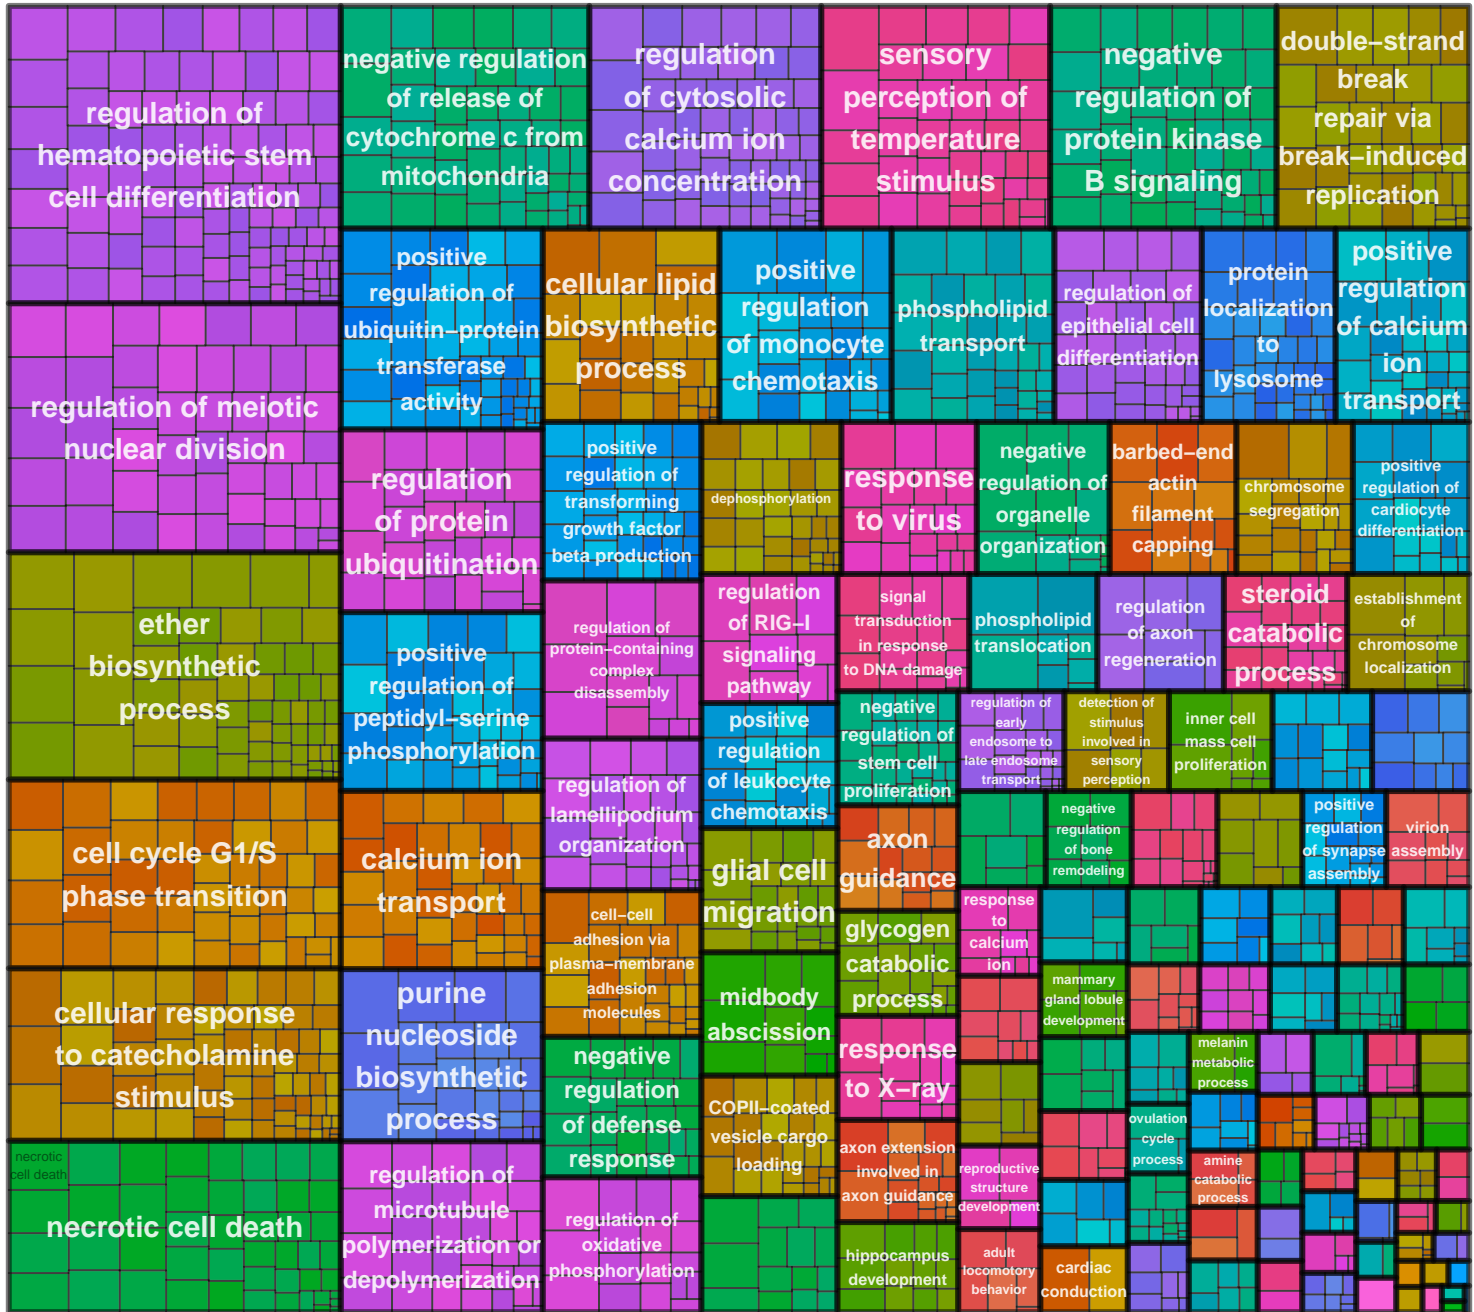 regulation of
hematopoietic stem
cell differentiation
negative regulation
of release of
cytochrome c from
mitochondria
regulation
of cytosolic
calcium ion
concentration
sensory
perception of
temperature
stimulus
negative
regulation of
protein kinase
B signaling
double−strand
break
repair via
break−induced
replication
positive
regulation of
ubiquitin−protein
transferase
activity
cellular lipid
biosynthetic
process
positive
regulation
of monocyte
chemotaxis
phospholipid
transport
regulation of
epithelial cell
differentiation
protein
localization
to
lysosome
positive
regulation
of calcium
ion
transport
regulation of meiotic
nuclear division
regulation
of protein
ubiquitination
positive
regulation of
transforming
growth factor
beta production
dephosphorylation
response
to virus
negative
regulation of
organelle
organization
barbed−end
actin
filament
capping
chromosome
segregation
positive
regulation of
cardiocyte
differentiation
ether
biosynthetic
process
positive
regulation of
peptidyl−serine
phosphorylation
regulation of
protein−containing
complex
disassembly
regulation
of RIG−I
signaling
pathway
signal
transduction
in response
to DNA damage
phospholipid
translocation
regulation
of axon
regeneration
steroid
catabolic
process
establishment
of
chromosome
localization
positive
regulation
of leukocyte
chemotaxis
negative
regulation of
stem cell
proliferation
regulation of
early
endosome to
late endosome
transport
detection of
stimulus
involved in
sensory
perception
inner cell
mass cell
proliferation
cell cycle G1/S
phase transition
calcium ion
transport
regulation of
lamellipodium
organization
glial cell
migration
axon
guidance
negative
regulation
of bone
remodeling
positive
regulation
of synapse
assembly
virion
assembly
cell−cell
adhesion via
plasma−membrane
adhesion
molecules
glycogen
catabolic
process
response
to
calcium
ion
cellular response
to catecholamine
stimulus
purine
nucleoside
biosynthetic
process
midbody
abscission
mammary
gland lobule
development
negative
regulation
of defense
response
response
to X−ray
melanin
metabolic
process
COPII−coated
vesicle cargo
loading
axon extension
involved in
axon guidance
ovulation
cycle
process
necrotic
cell death
necrotic cell death
regulation of
microtubule
polymerization or
depolymerization
regulation of
oxidative
phosphorylation
reproductive
structure
development
amine
catabolic
process
hippocampus
development
adult
locomotory
behavior
cardiac
conduction